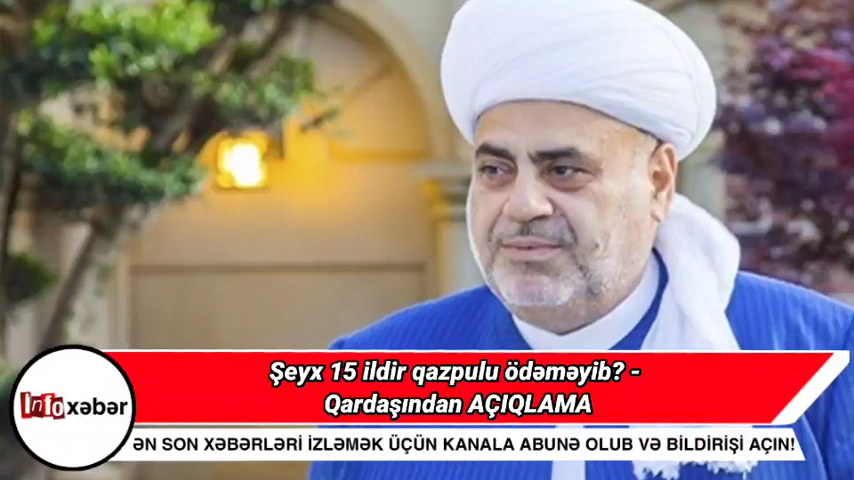 Şeyx 15 ildir qazpulu ödəməyib? -
Qardaşından AÇIQLAMA
Infoxəbər
ƏN SON XƏBƏRLƏRİ İZLƏMƏK ÜÇÜN KANALA ABUNƏ OLUB VƏ BİLDİRİŞİ AÇIN!